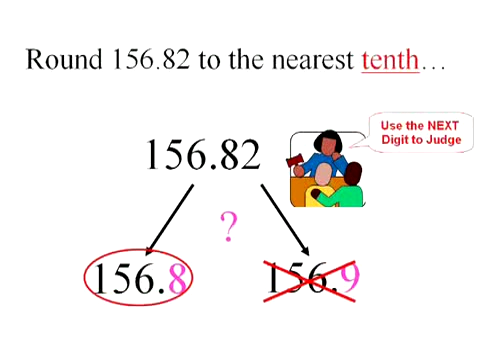 Round 156.82 to the nearest tenth…
Use the NEXT
Digit to Judge
156.82
?
156.8
156.9